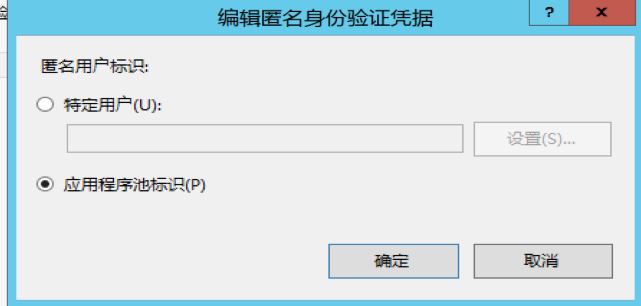 编辑匿名身份验证凭据
?
x
匿名用户标识:
特定用户(U):
设置(S)...
应用程序池标识(P)
确定
取消